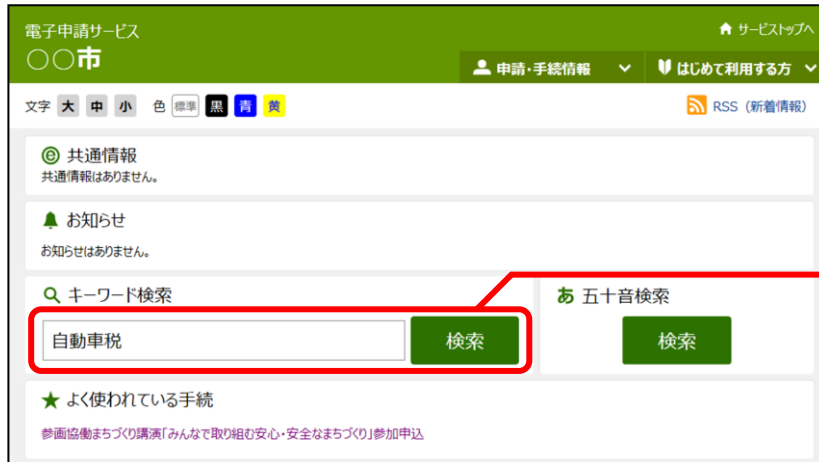 電子申請サービス
サービストップへ
○○市
申請・手続情報
はじめて利用する方
文字 大 中 小 色 標準 黒 青 黄
RSS（新着情報）
共通情報
共通情報はありません。
お知らせ
お知らせはありません。
キーワード検索
あ 五十音検索
自動車税
検索
検索
よく使われている手続
参画協働まちづくり講演「みんなで取り組む安心・安全なまちづくり」参加申込